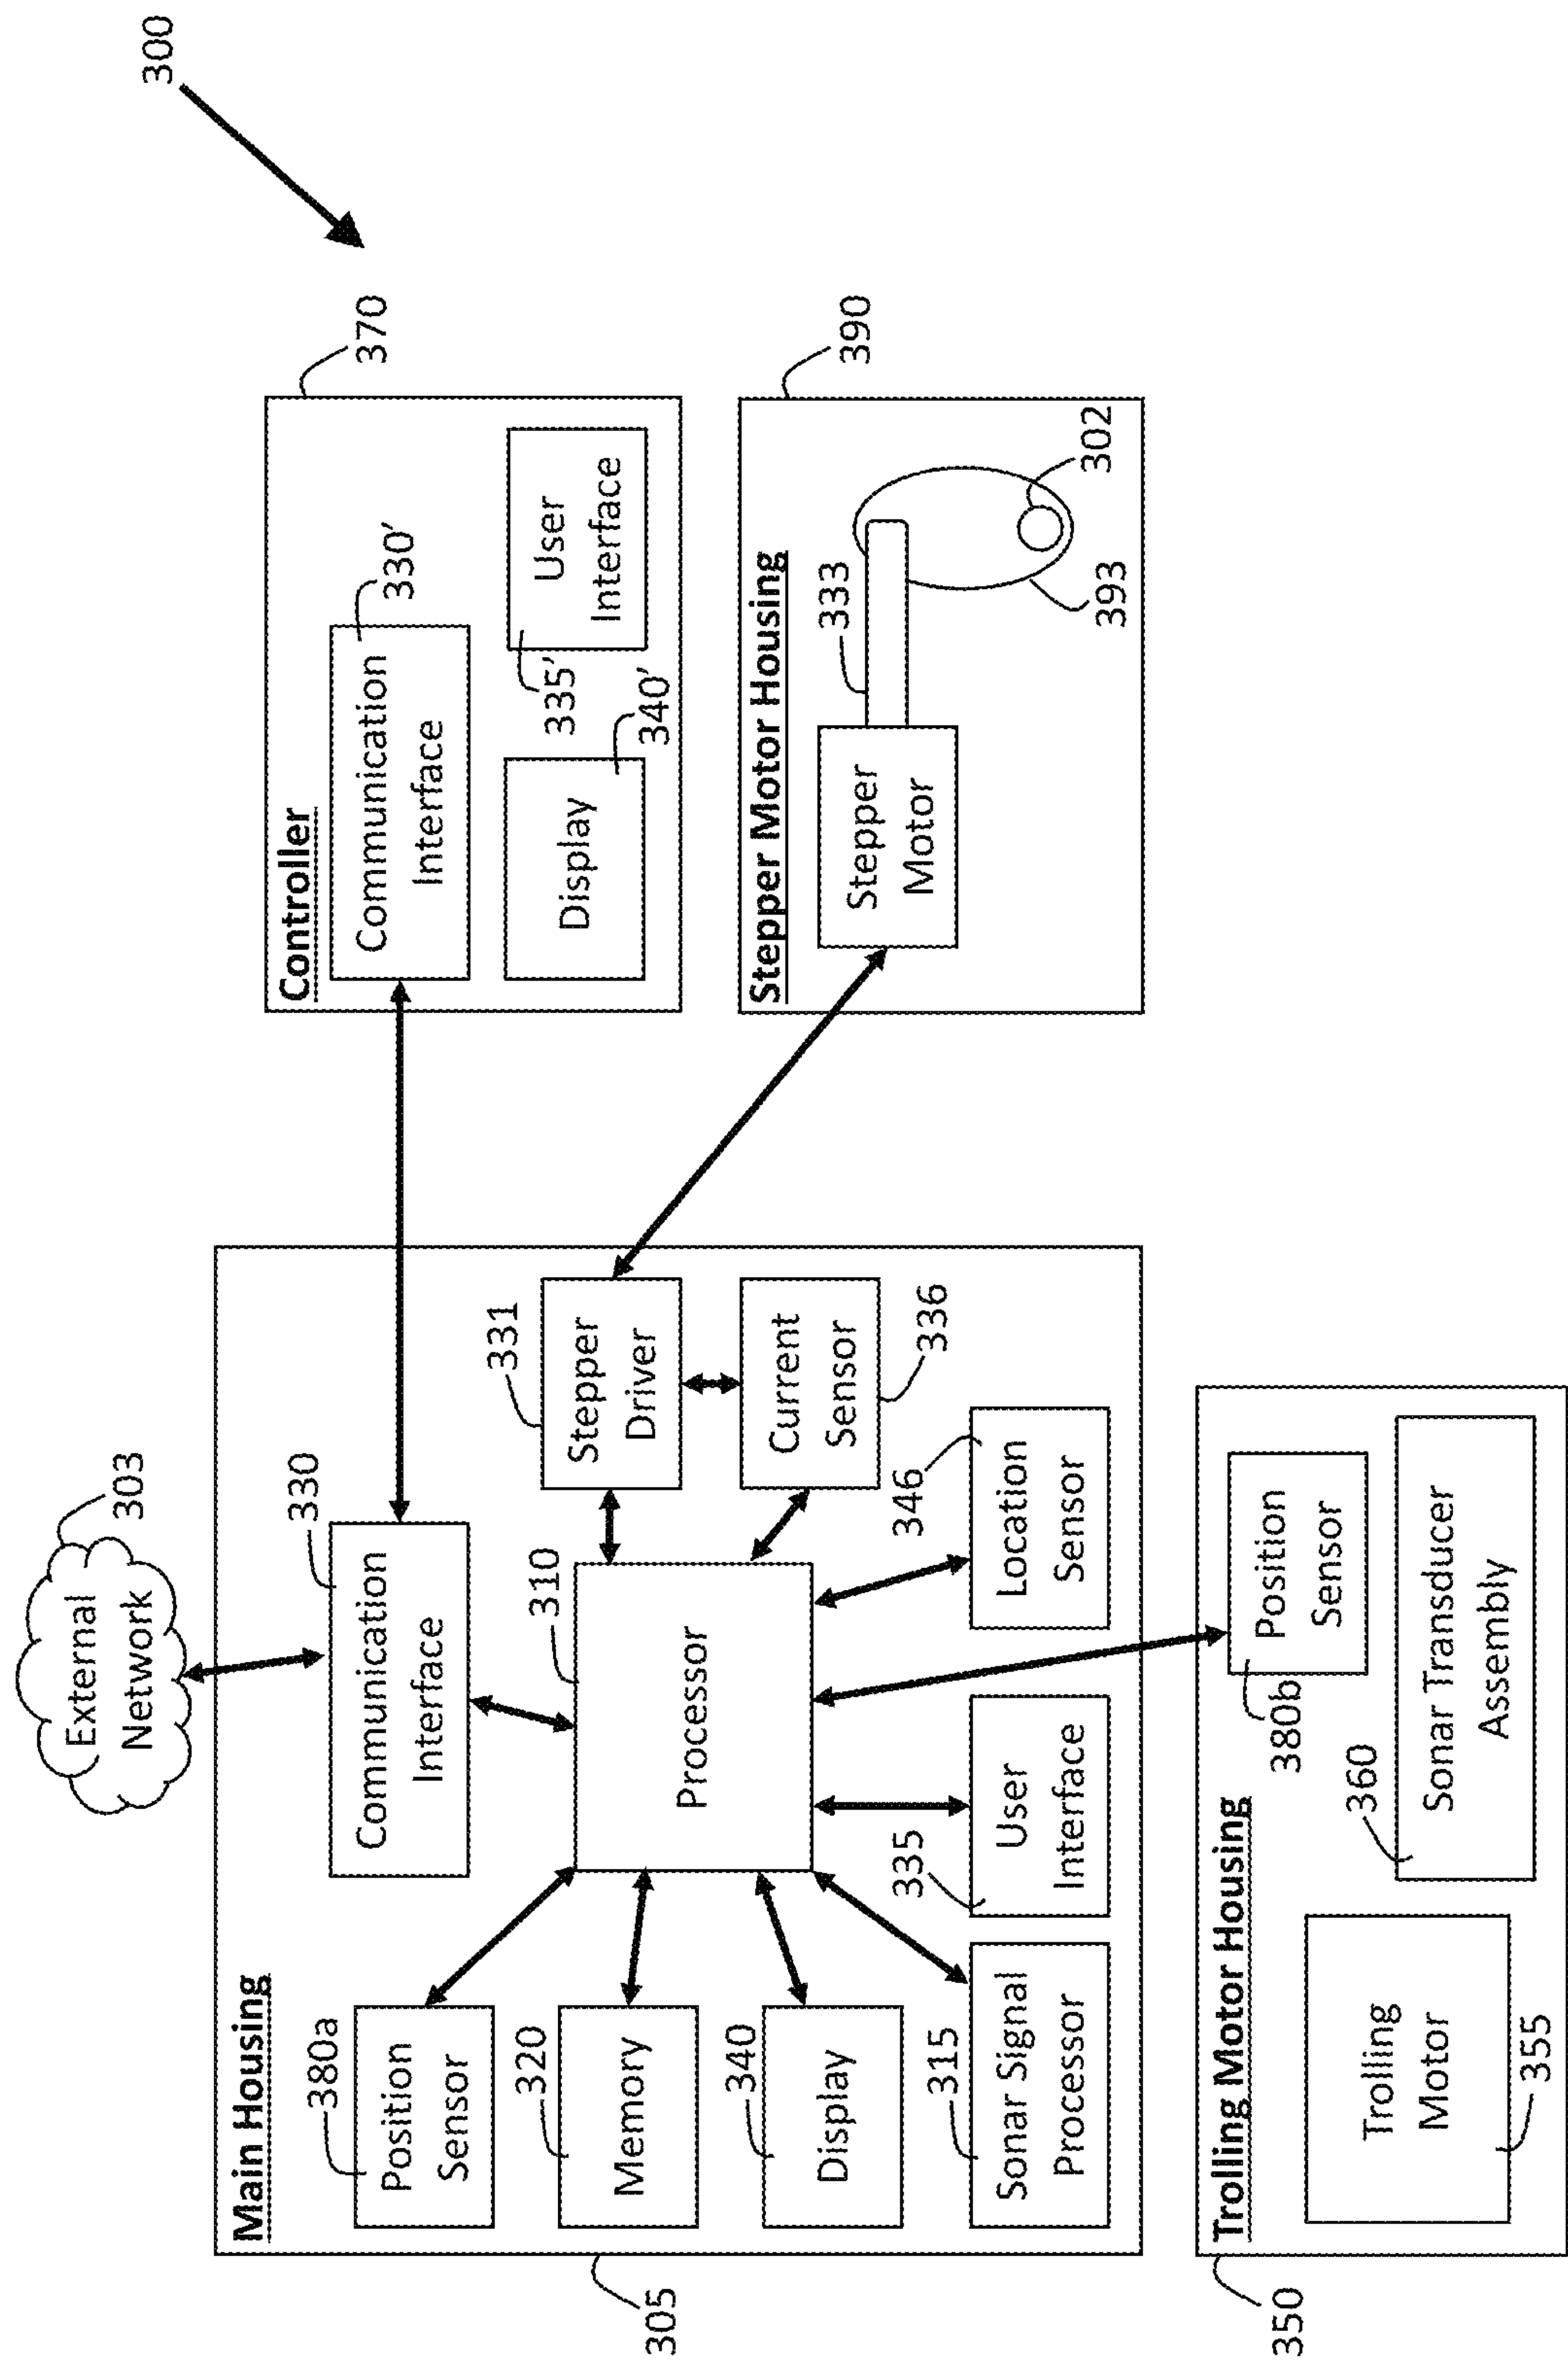 300
External
Network
303
Main Housing
305
Communication
Interface
330
380a
Position
Sensor
320
Memory
340
Display
315
Sonar Signal
Processor
310
Processor
331
Stepper
Driver
Current
Sensor
336
346
Location
Sensor
335
User
Interface
Controller
370
Communication
Interface
330'
Display
340'
User
Interface
335'
Stepper Motor Housing
390
Stepper
Motor
333
302
393
Trolling Motor Housing
350
Trolling
Motor
355
Position
Sensor
380b
360
Sonar Transducer
Assembly